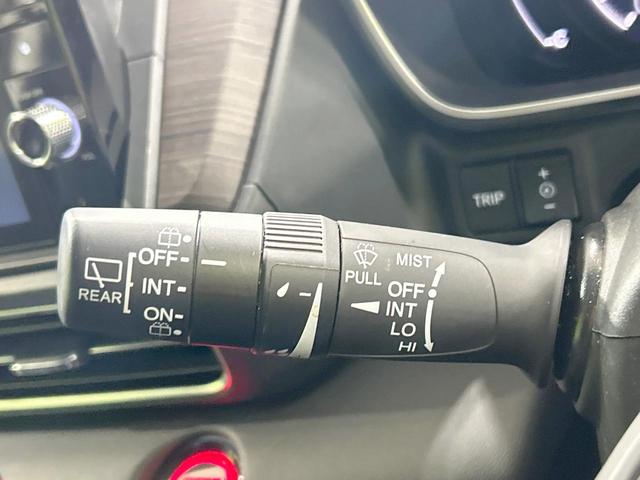 TRIP
+
−
REAR
OFF
INT
ON
PULL
MIST
OFF
INT
LO
HI